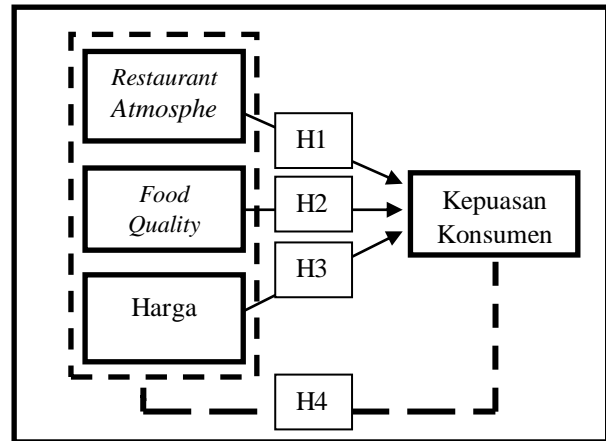 Restaurant
Atmosphe
H1
Food
Quality
H2
Kepuasan
Konsumen
H3
Harga
H4